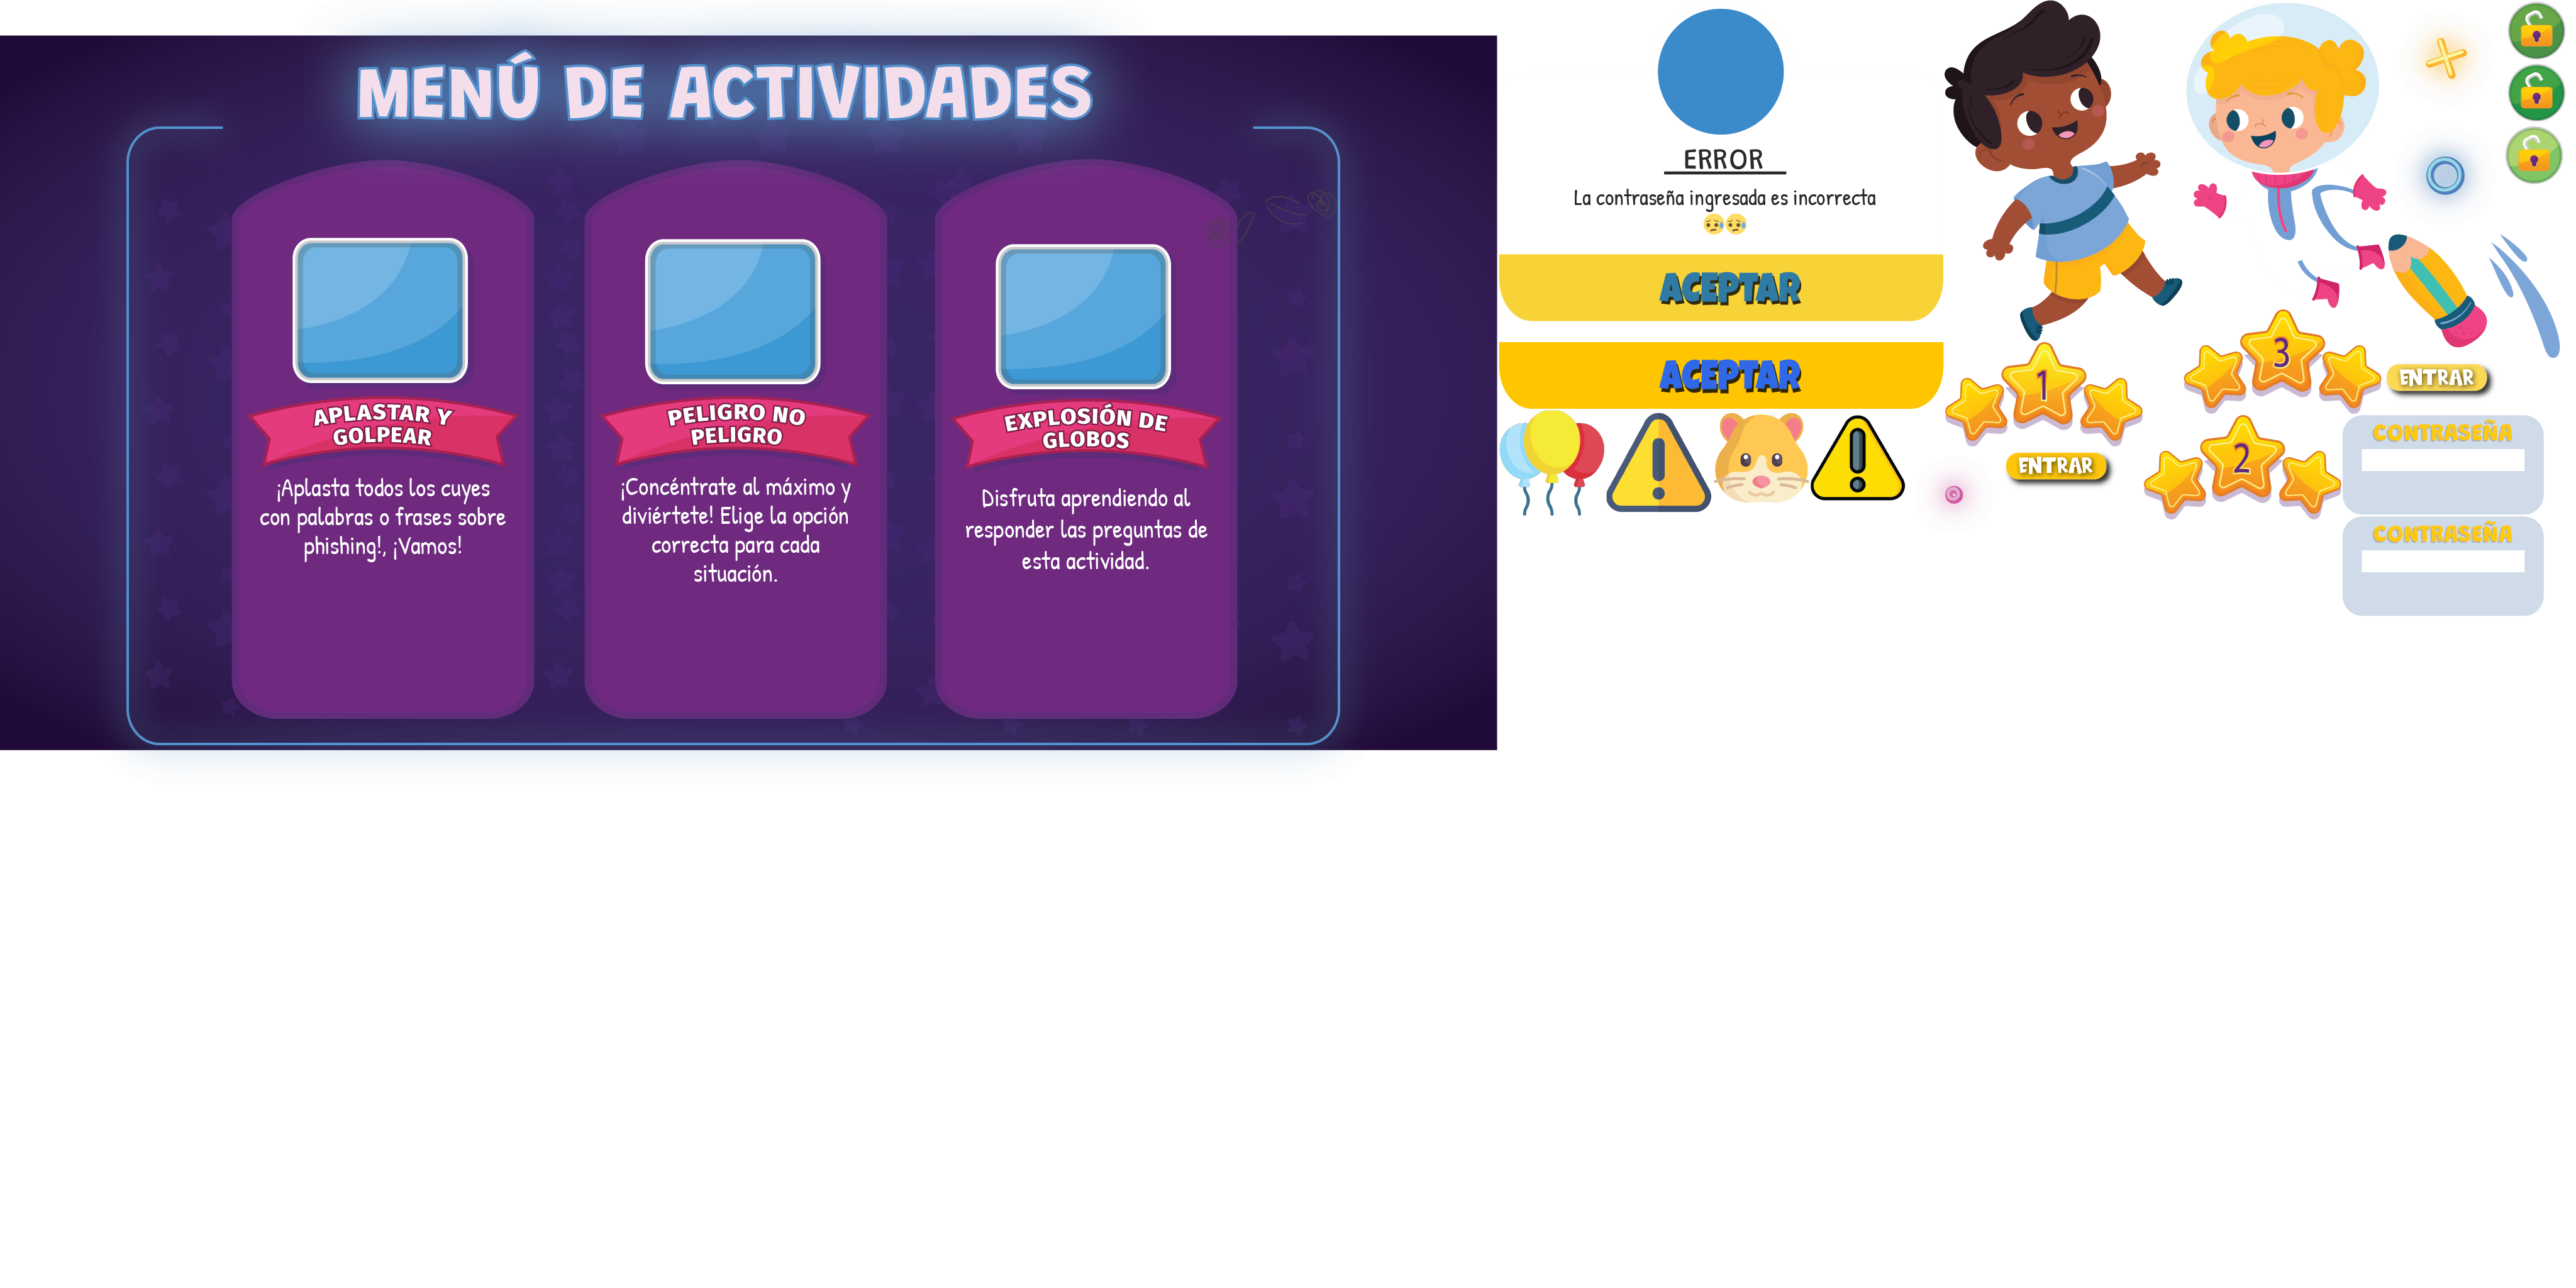 MENÚ DE ACTIVIDADES
APLASTAR Y
GOLPEAR
¡Aplasta todos los cuyes
con palabras o frases sobre
phishing!, ¡Vamos!
PELIGRO NO
PELIGRO
¡Concéntrate al máximo y
diviértete! Elige la opción
correcta para cada
situación.
EXPLOSIÓN DE
GLOBOS
Disfruta aprendiendo al
responder las preguntas de
esta actividad.
ERROR
La contraseña ingresada es incorrecta
😥😥
ACEPTAR
ACEPTAR
1
ENTRAR
3
ENTRAR
2
CONTRASEÑA
CONTRASEÑA